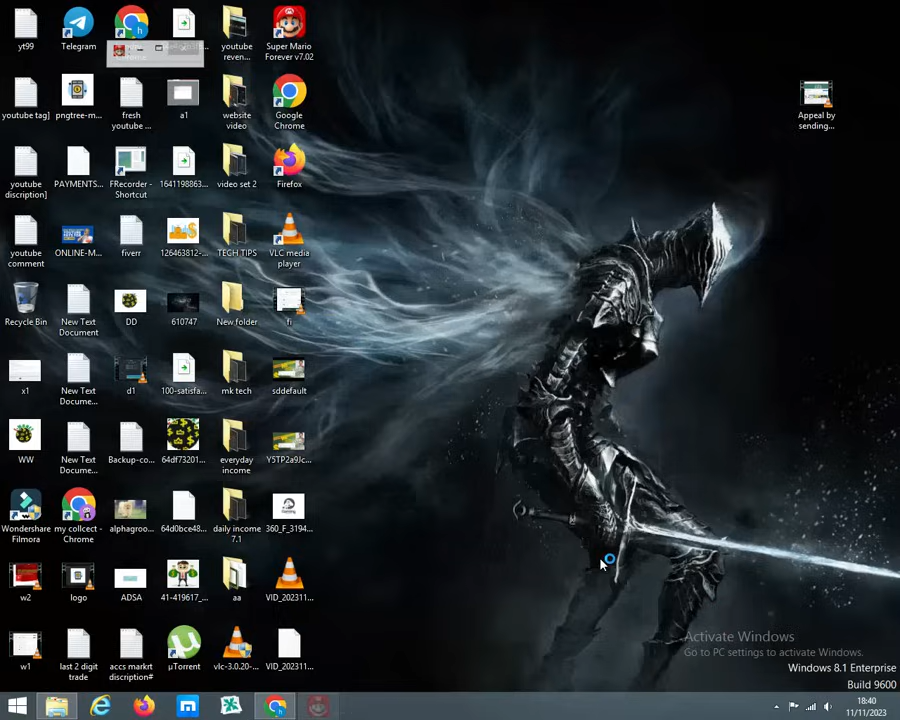 yt99
Telegram
youtube
reven...
Super Mario
Forever v7.02
youtube tag]
pngtree-m...
fresh
youtube ...
a1
website
video
Google
Chrome
Appeal by
sending...
youtube
discription]
PAYMENTS...
FRecorder -
Shortcut
1641198863...
video set 2
Firefox
youtube
comment
ONLINE-M...
fiverr
126463812-...
TECH TIPS
VLC media
player
Recycle Bin
New Text
Document
DD
610747
New folder
fi
x1
New Text
Docume...
d1
100-satisfa...
mk tech
sddefault
WW
New Text
Docume...
Backup-co...
64df73201...
everyday
income
Y5TP2a9Jc...
Wondershare
Filmora
my collcect -
Chrome
alphagroo...
64d0bce48...
daily income
7.1
360_F_3194...
w2
logo
ADSA
41-419617_...
aa
VID_202311...
w1
last 2 digit
trade
accs markrt
discription#
µTorrent
vlc-3.0.20-...
VID_202311...
Activate Windows
Go to PC settings to activate Windows.
Windows 8.1 Enterprise
Build 9600
18:40
11/11/2023